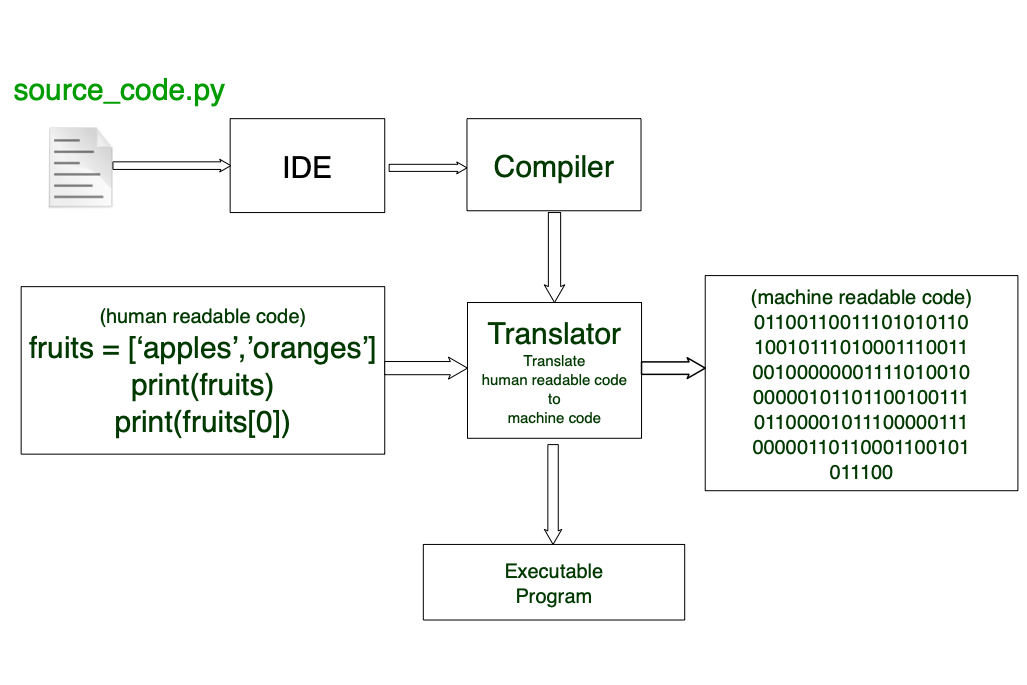 source_code.py
IDE
Compiler
(human readable code)
fruits = [‘apples’,’oranges’]
print(fruits)
print(fruits[0])
Translator
Translate
human readable code
to
machine code
(machine readable code)
01100110011101010110
10010111010001110011
00100000001111010010
00000101101100100111
01100001011100000111
00000110110001100101
011100
Executable
Program